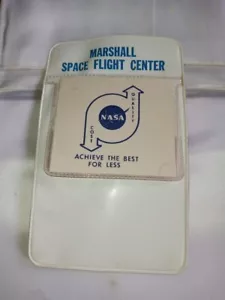 MARSHALL
SPACE FLIGHT CENTER
QUALITY
NASA
COST
ACHIEVE THE BEST
FOR LESS